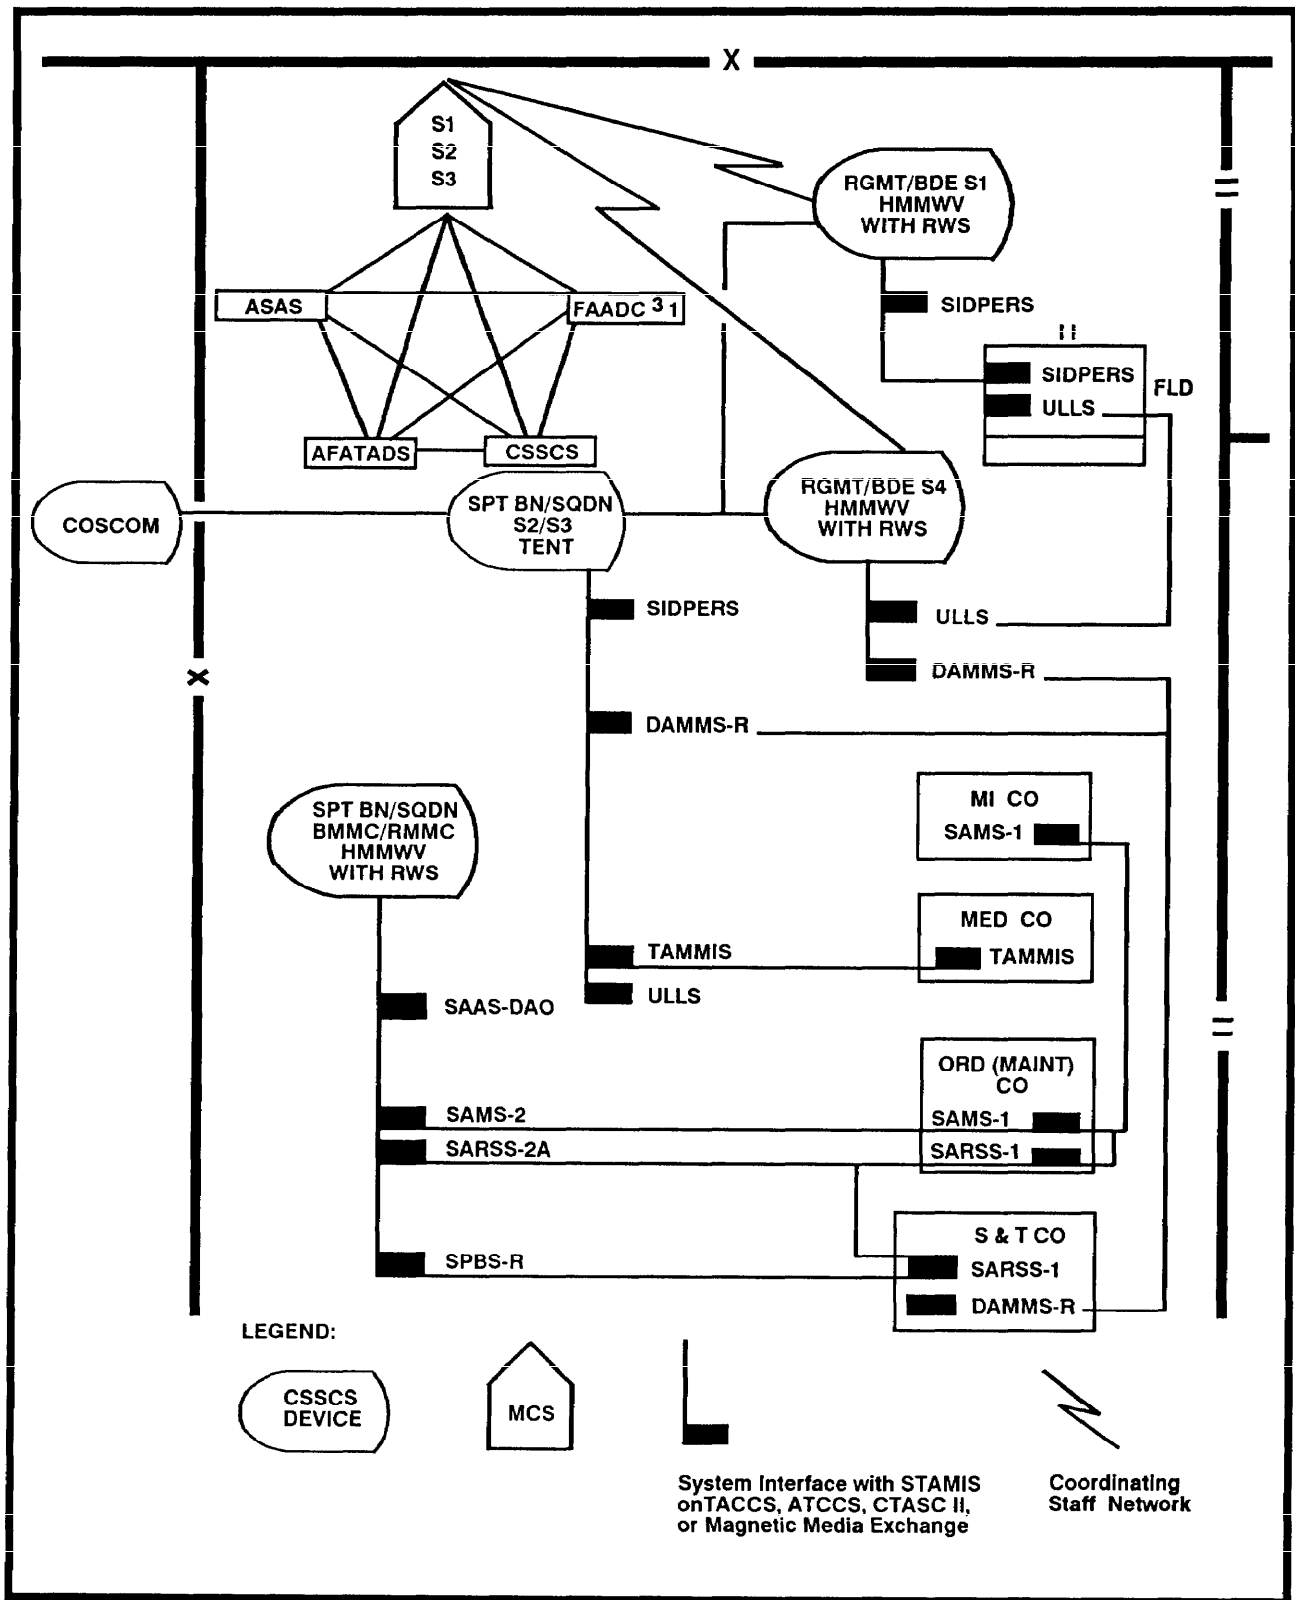 X
S1
S2
S3
RGMT/BDE S1
HMMWV
WITH RWS
ASAS
FAADC 3 1
SIDPERS
II
SIDPERS
ULLS
FLD
AFATADS
CSSCS
COSCOM
SPT BN/SQDN
S2/S3
TENT
RGMT/BDE S4
HMMWV
WITH RWS
SIDPERS
ULLS
X
DAMMS-R
DAMMS-R
SPT BN/SQDN
BMMC/RMMC
HMMWV
WITH RWS
MI CO
SAMS-1
MED CO
TAMMIS
TAMMIS
ULLS
SAAS-DAO
ORD (MAINT)
CO
SAMS-2
SAMS-1
SARSS-2A
SARSS-1
S & T CO
SPBS-R
SARSS-1
DAMMS-R
LEGEND:
CSSCS
DEVICE
MCS
System Interface with STAMIS
onTACCS, ATCCS, CTASC II,
or Magnetic Media Exchange
Coordinating
Staff Network